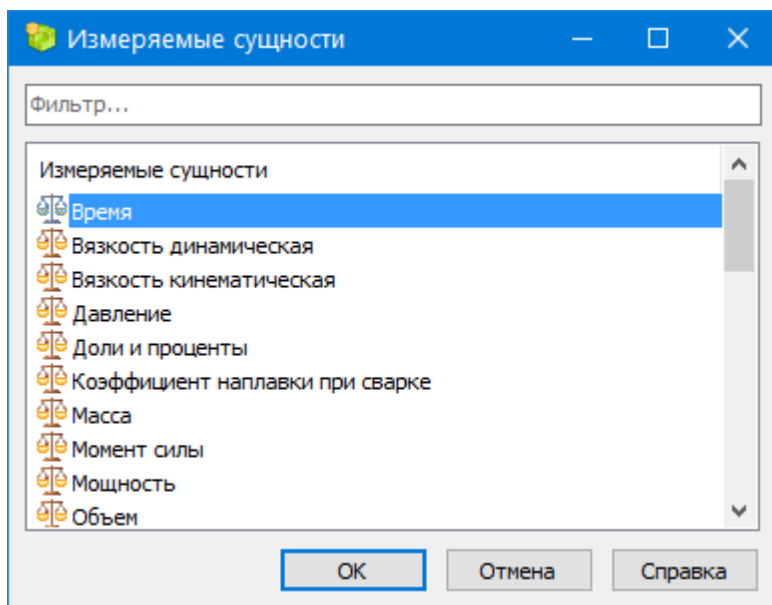 Измеряемые сущности
Фильтр...
Измеряемые сущности
Время
Вязкость динамическая
Вязкость кинематическая
Давление
Доли и проценты
Коэффициент наплавки при сварке
Масса
Момент силы
Мощность
Объем
OK Отмена Справка